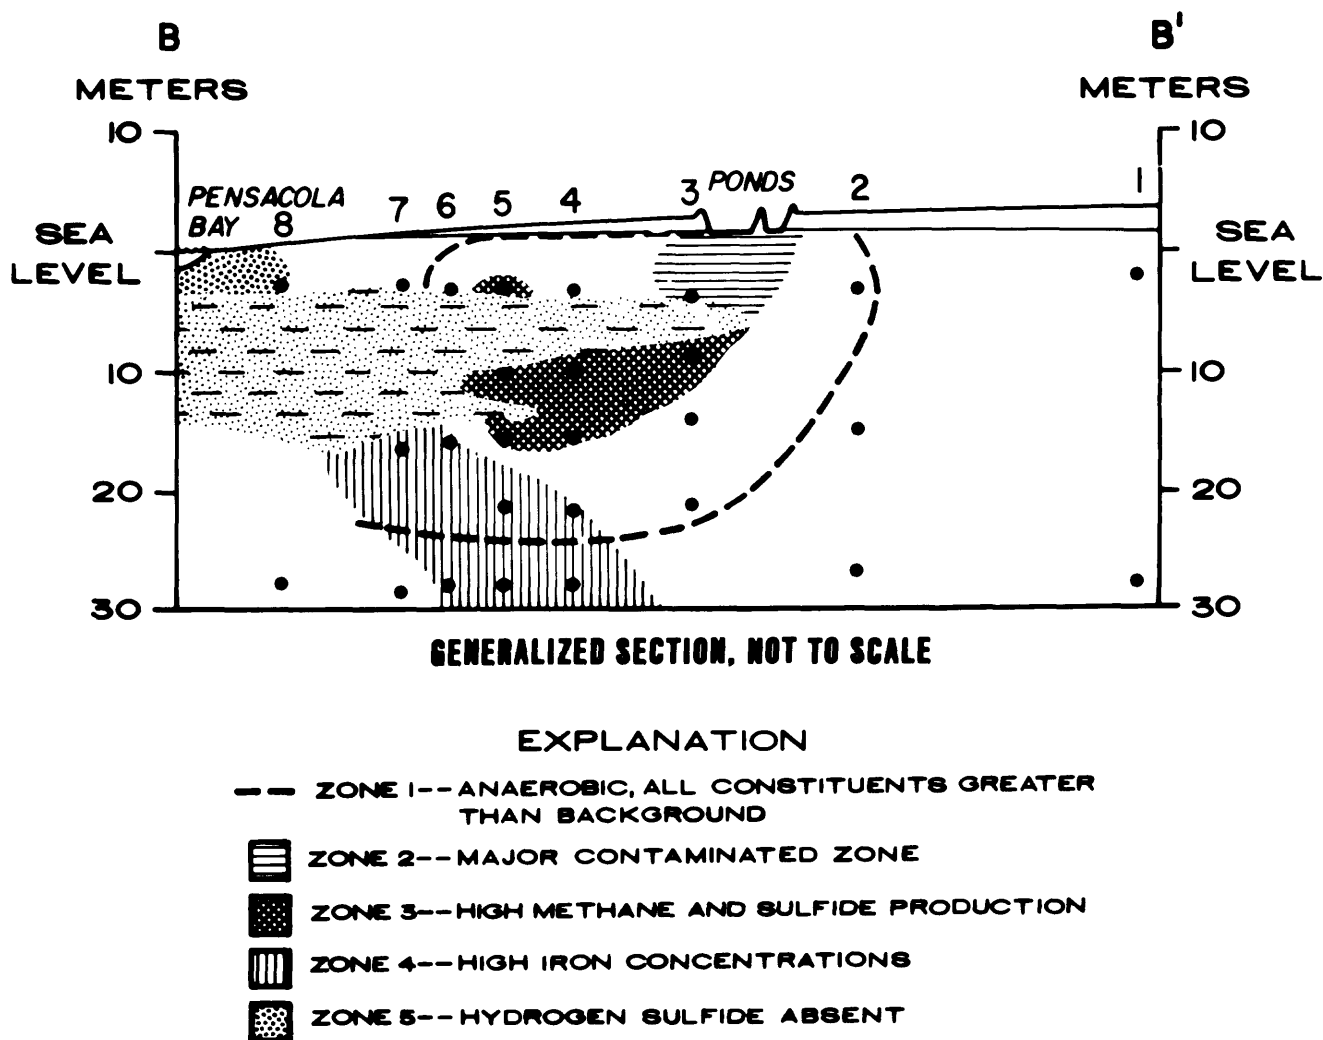 B B'
METERS METERS
10 10
PENSACOLA
BAY 8 7 6 5 4 3 PONDS 2 1
SEA
LEVEL
SEA
LEVEL
10 10
20 20
30 30
GENERALIZED SECTION, NOT TO SCALE
EXPLANATION
ZONE 1--ANAEROBIC, ALL CONSTITUENTS GREATER
THAN BACKGROUND
ZONE 2--MAJOR CONTAMINATED ZONE
ZONE 3--HIGH METHANE AND SULFIDE PRODUCTION
ZONE 4--HIGH IRON CONCENTRATIONS
ZONE 5--HYDROGEN SULFIDE ABSENT